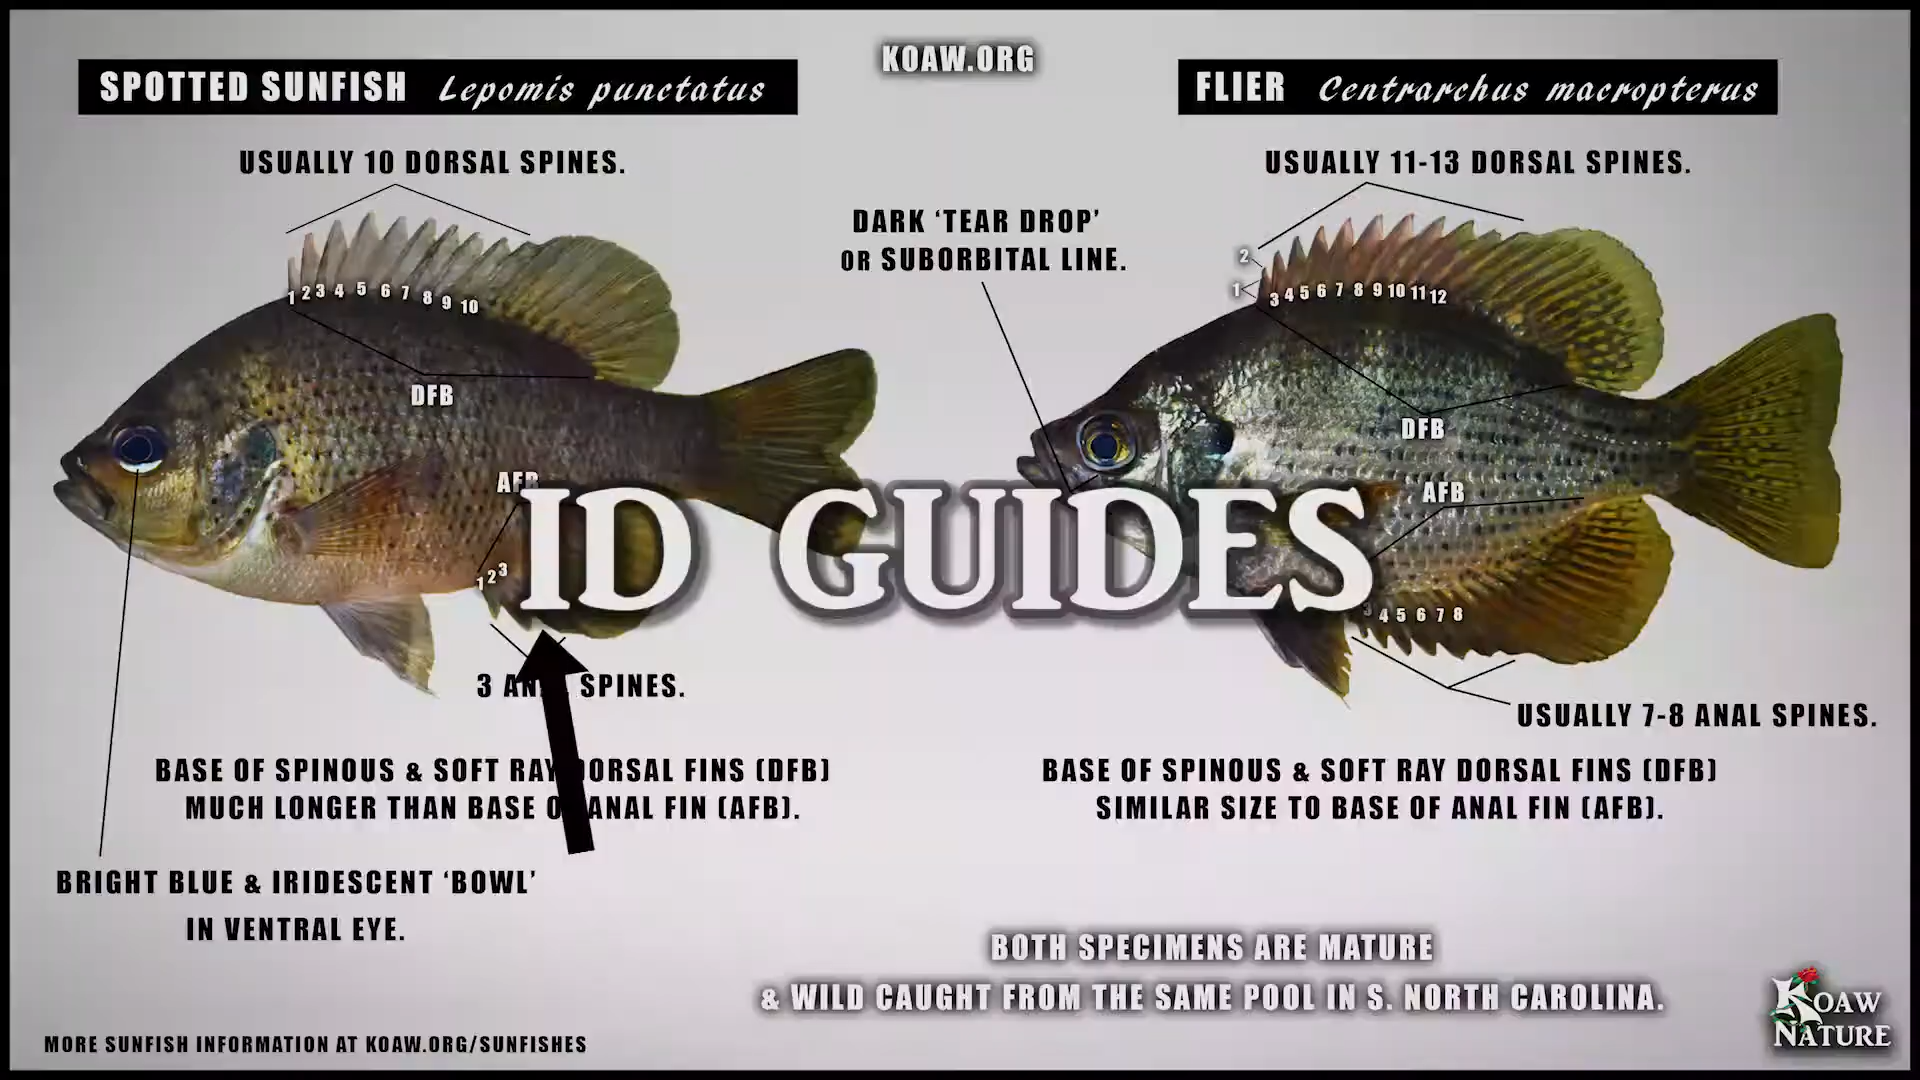 KOAW.ORG
SPOTTED SUNFISH Lepomis punctatus
FLIER Centrarchus macropterus
USUALLY 10 DORSAL SPINES.
USUALLY 11-13 DORSAL SPINES.
DARK ‘TEAR DROP’
OR SUBORBITAL LINE.
1 2 3 4 5 6 7 8 9 10
2
1 3 4 5 6 7 8 9 10 11 12
DFB
DFB
AFB
AFB
ID GUIDES
1 2 3
3 4 5 6 7 8
3 SPINES.
USUALLY 7-8 ANAL SPINES.
BASE OF SPINOUS & SOFT RAY DORSAL FINS (DFB)
MUCH LONGER THAN BASE OF ANAL FIN (AFB).
BASE OF SPINOUS & SOFT RAY DORSAL FINS (DFB)
SIMILAR SIZE TO BASE OF ANAL FIN (AFB).
BRIGHT BLUE & IRIDESCENT ‘BOWL’
IN VENTRAL EYE.
BOTH SPECIMENS ARE MATURE
& WILD CAUGHT FROM THE SAME POOL IN S. NORTH CAROLINA.
MORE SUNFISH INFORMATION AT KOAW.ORG/SUNFISHES
KOAW
NATURE